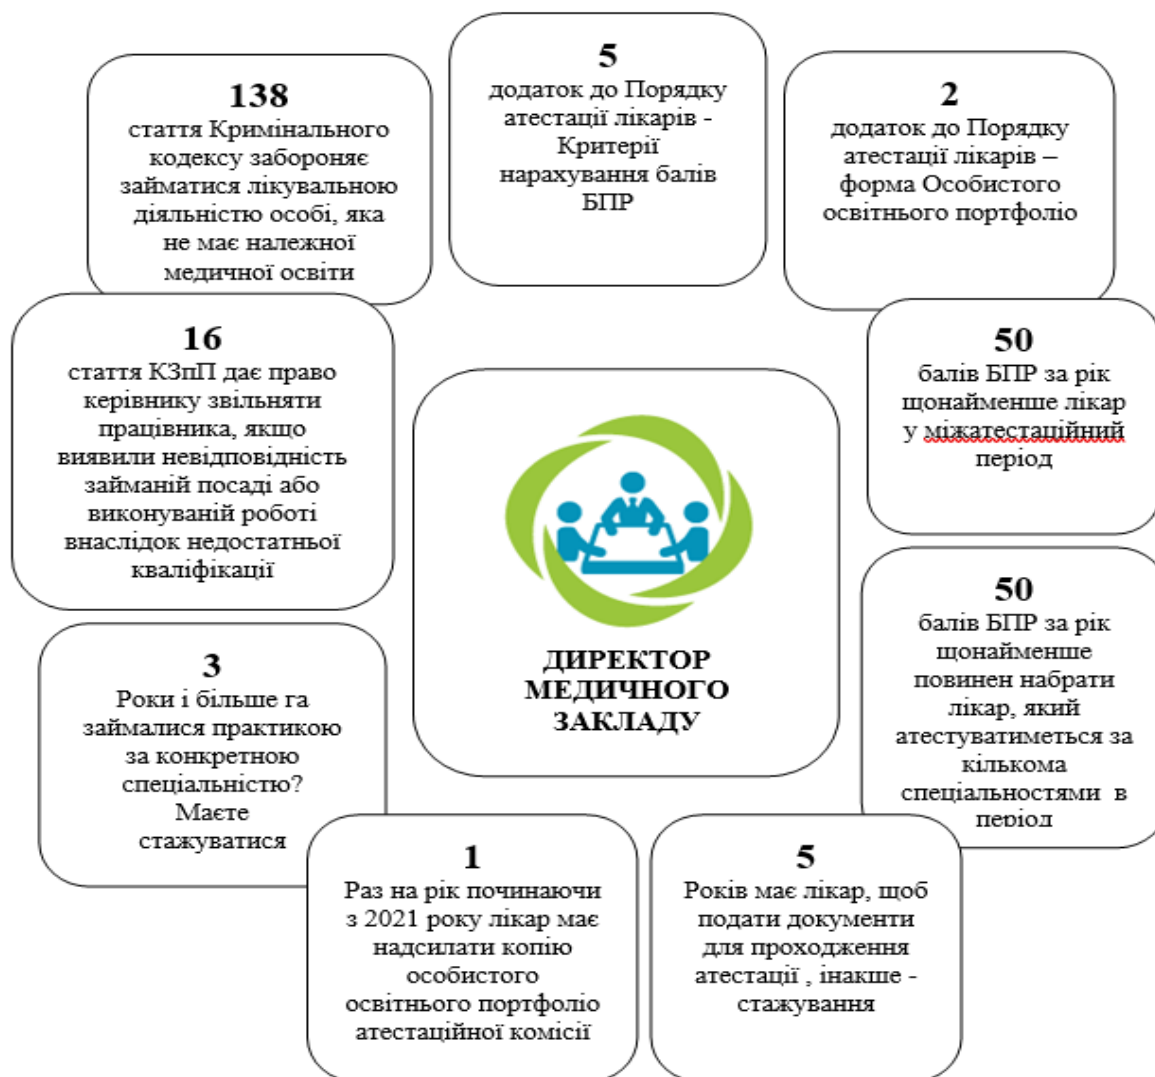 138
стаття Кримінального
кодексу забороняє
займатися лікувальною
діяльністю особі, яка
не має належної
медичної освіти
5
додаток до Порядку
атестації лікарів -
Критерії
нарахування балів
БПР
2
додаток до Порядку
атестації лікарів –
форма Особистого
освітнього портфоліо
16
стаття КЗпП дає право
керівнику звільняти
працівника, якщо
виявили невідповідність
займаній посаді або
виконуваній роботі
внаслідок недостатньої
кваліфікації
50
балів БПР за рік
щонайменше лікар
у міжатестаційний
період
ДИРЕКТОР
МЕДИЧНОГО
ЗАКЛАДУ
50
балів БПР за рік
щонайменше
повинен набрати
лікар, який
атестуватиметься за
кількома
спеціальностями в
період
3
Роки і більше га
займалися практикою
за конкретною
спеціальністю?
Маєте
стажуватися
1
Раз на рік починаючи
з 2021 року лікар має
надсилати копію
особистого
освітнього портфоліо
атестаційної комісії
5
Років має лікар, щоб
подати документи
для проходження
атестації , інакше -
стажування